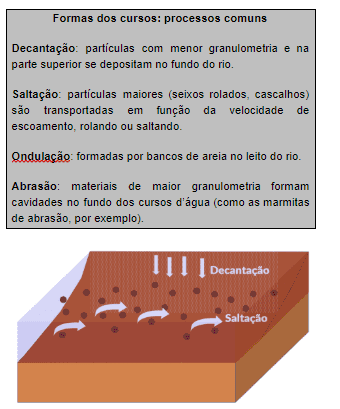 Formas dos cursos: processos comuns
Decantação: partículas com menor granulometria e na
parte superior se depositam no fundo do rio.
Saltação: partículas maiores (seixos rolados, cascalhos)
são transportadas em função da velocidade de
escoamento, rolando ou saltando.
Ondulação: formadas por bancos de areia no leito do rio.
Abrasão: materiais de maior granulometria formam
cavidades no fundo dos cursos d’água (como as marmitas
de abrasão, por exemplo).
Decantação
Saltação